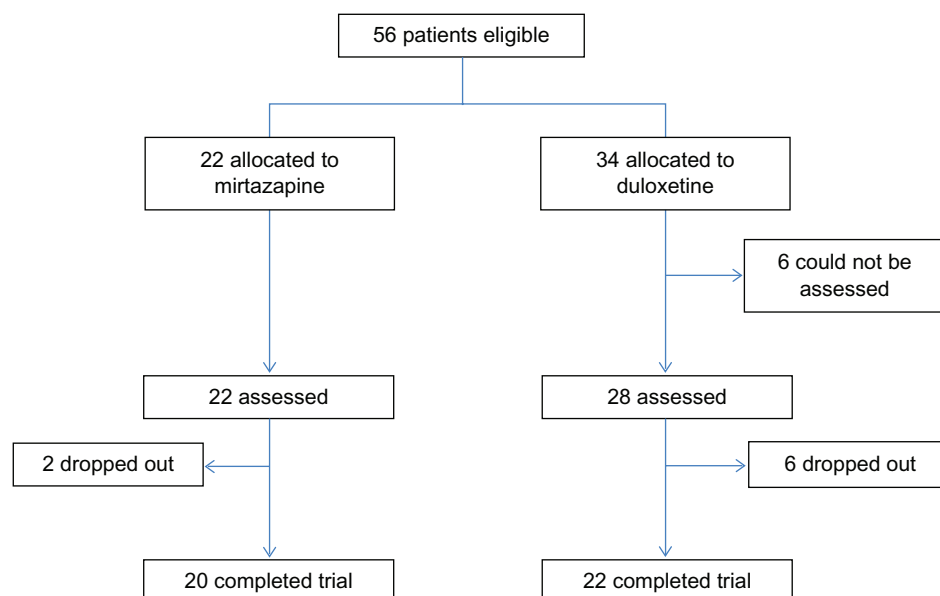 56 patients eligible
22 allocated to
mirtazapine
34 allocated to
duloxetine
6 could not be
assessed
22 assessed
28 assessed
2 dropped out
6 dropped out
20 completed trial
22 completed trial